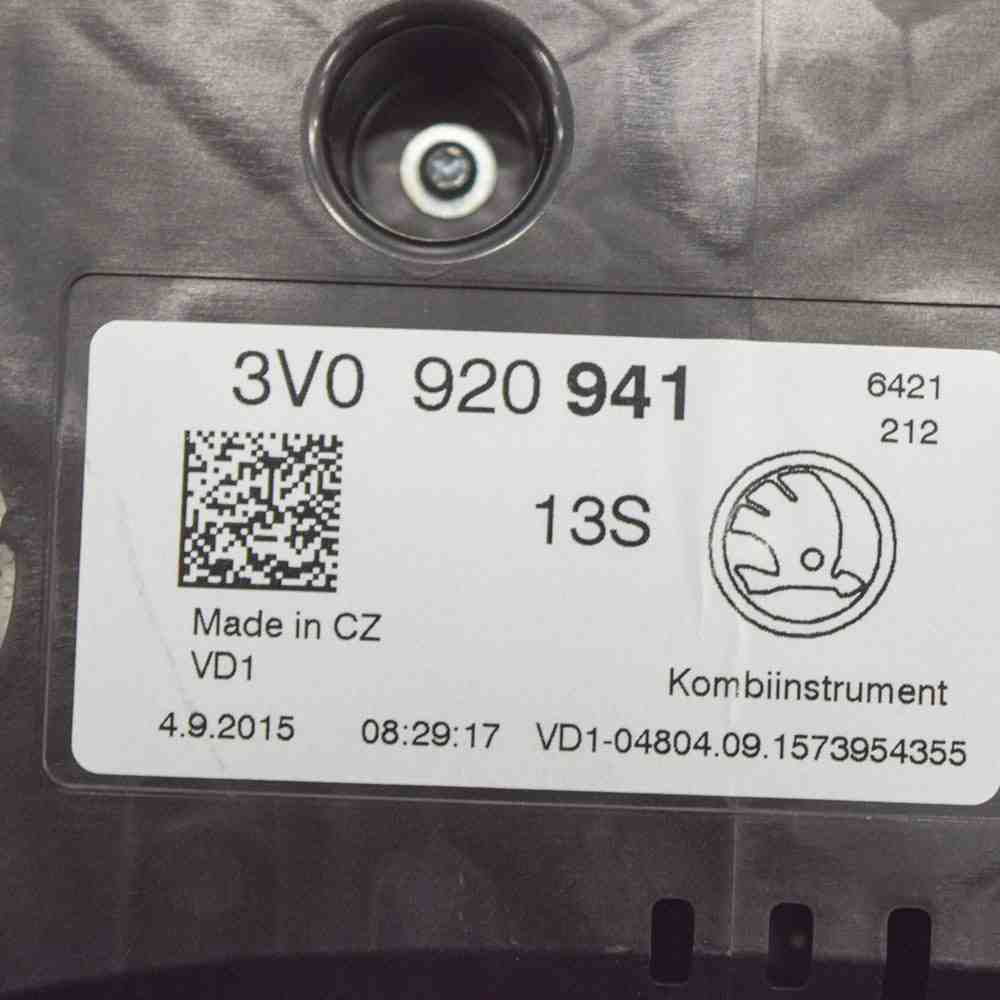 3V0 920 941
6421
212
13S
Made in CZ
VD1
Kombiinstrument
4.9.2015 08:29:17 VD1-04804.09.1573954355